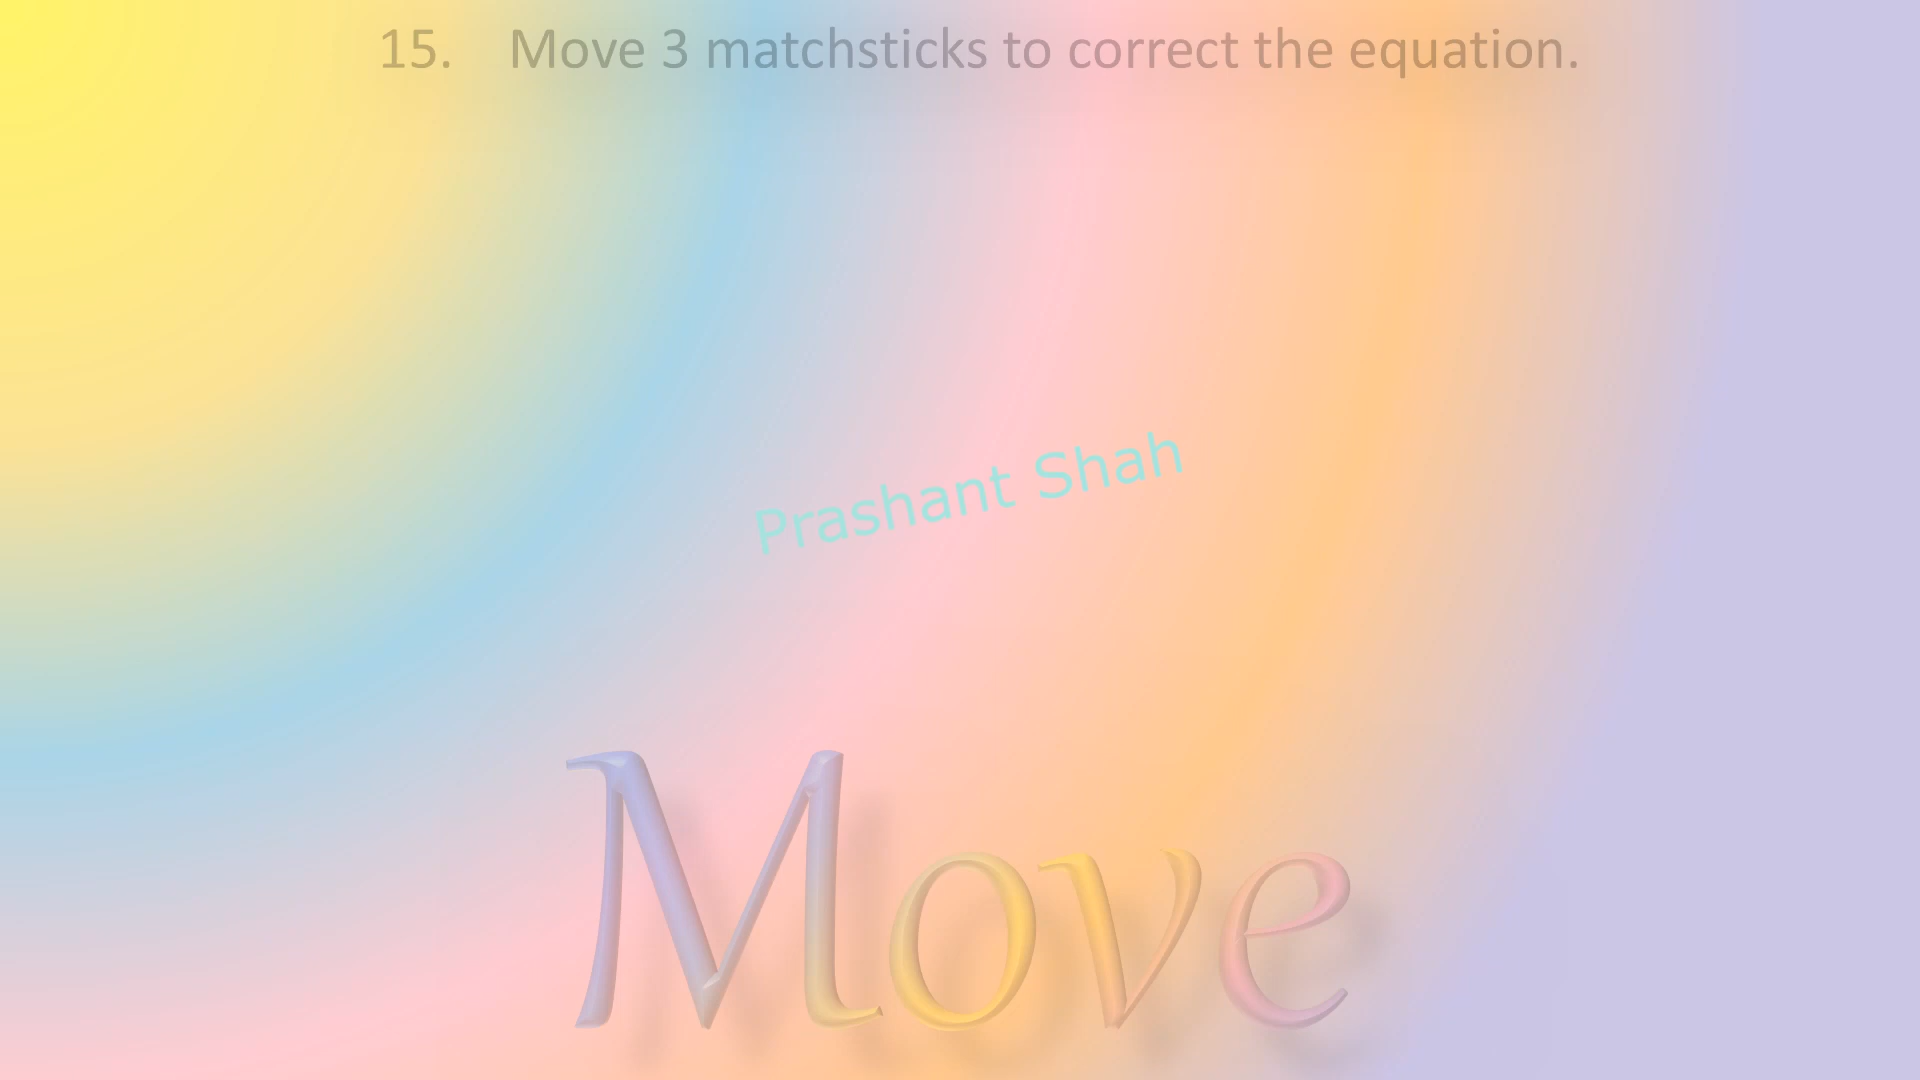 15. Move 3 matchsticks to correct the equation.
Prashant Shah
Move